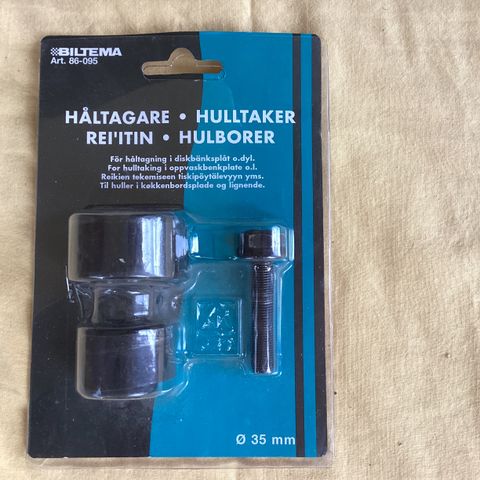 BILTEMA
Art. 86-095
HÅLTAGARE • HULLTAKER
REI'ITIN • HULBORER
För håltagning i diskbänksplåt o.dyl.
For hulltaking i oppvaskbenkplate o.l.
Reikien tekemiseen tiskipöytälevyyn yms.
Til huller i køkkenbordsplade og lignende.
Ø 35 mm